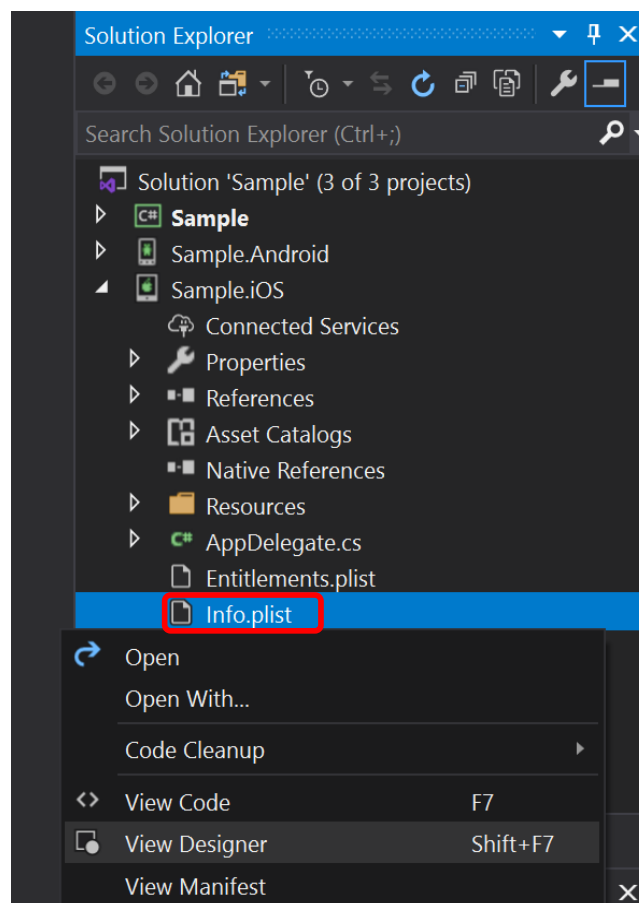 Solution Explorer
Search Solution Explorer (Ctrl+;)
Solution 'Sample' (3 of 3 projects)
C# Sample
Sample.Android
Sample.iOS
Connected Services
Properties
References
Asset Catalogs
Native References
Resources
C# AppDelegate.cs
Entitlements.plist
Info.plist
Open
Open With...
Code Cleanup
View Code F7
View Designer Shift+F7
View Manifest